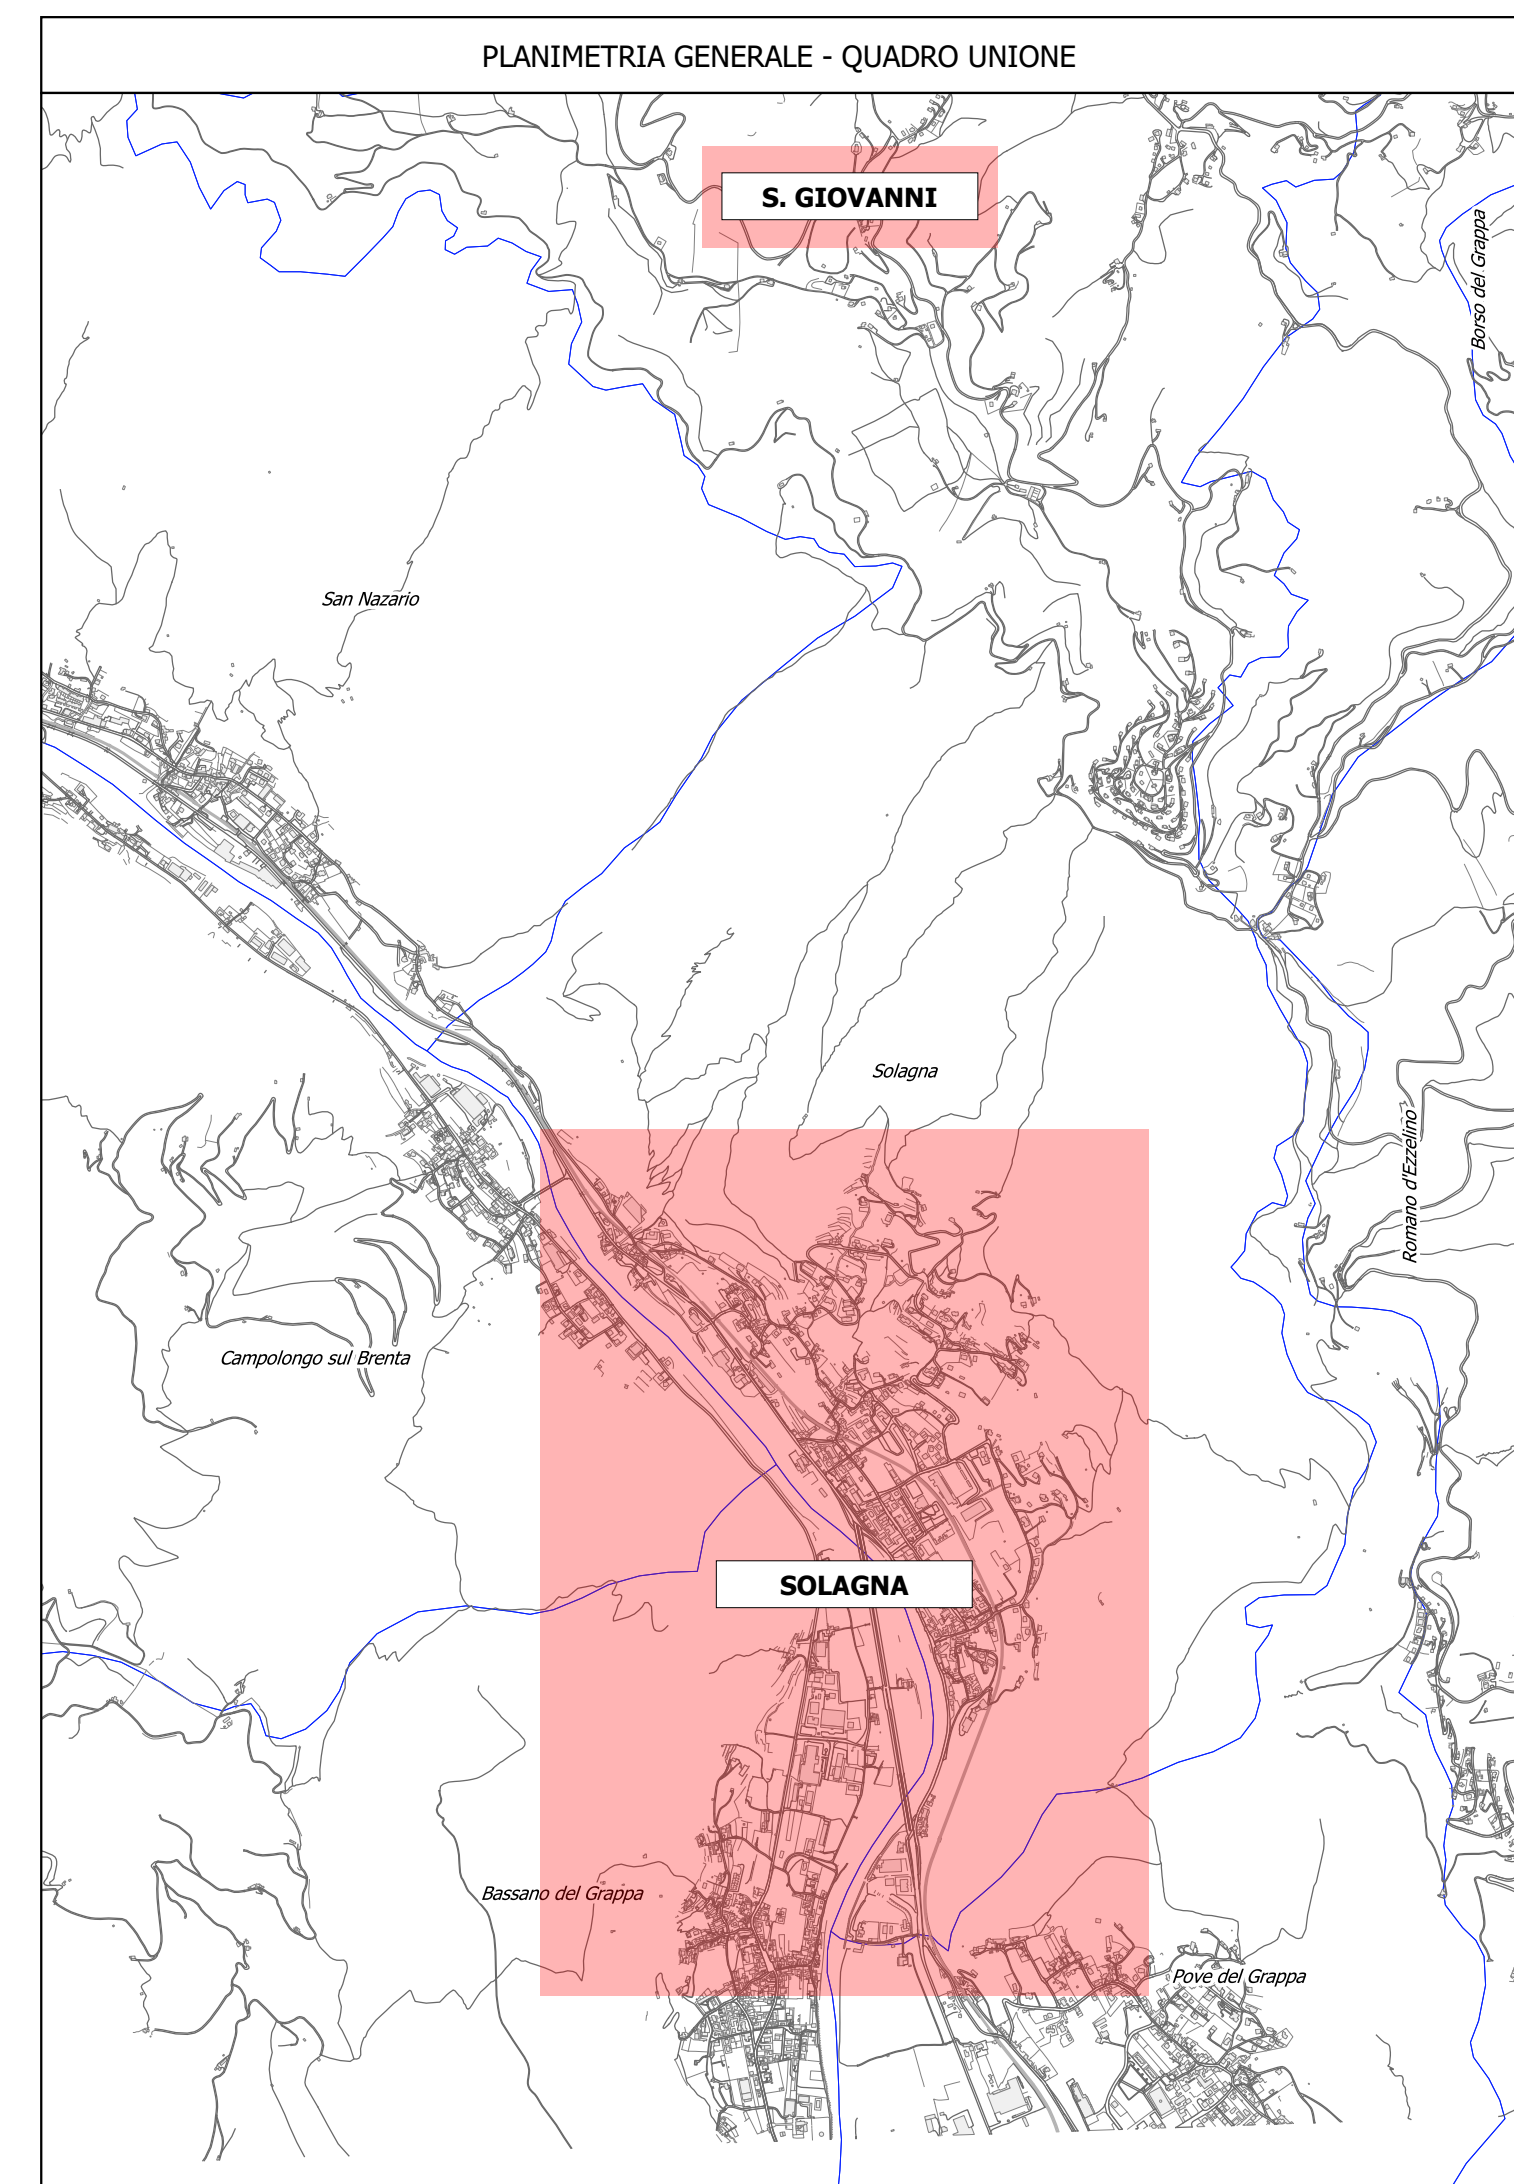 PLANIMETRIA GENERALE - QUADRO UNIONE
S. GIOVANNI
Borso del Grappa
San Nazario
Solagna
Romano d'Ezzelino
Campolongo sul Brenta
SOLAGNA
Bassano del Grappa
Pove del Grappa